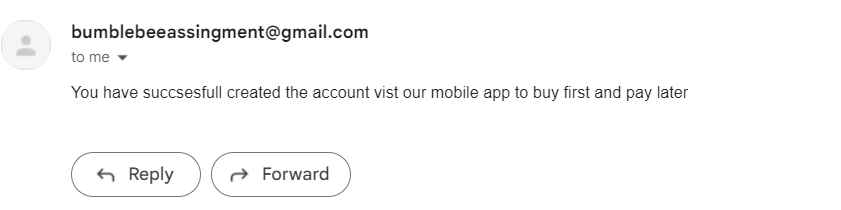 bumblebeeassingment@gmail.com
to me
You have succsesfull created the account vist our mobile app to buy first and pay later
Reply
Forward